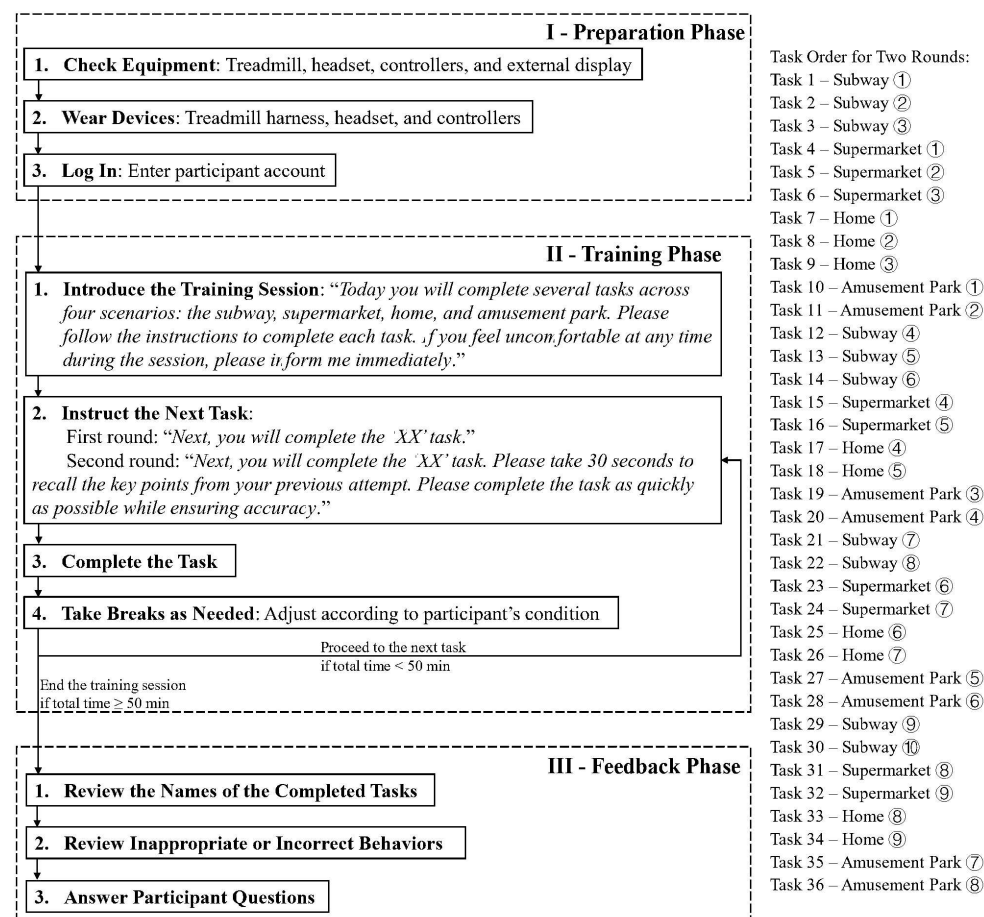 I - Preparation Phase
1. Check Equipment: Treadmill, headset, controllers, and external display
2. Wear Devices: Treadmill harness, headset, and controllers
3. Log In: Enter participant account
II - Training Phase
1. Introduce the Training Session: “Today you will complete several tasks across
four scenarios: the subway, supermarket, home, and amusement park. Please
follow the instructions to complete each task. If you feel uncomfortable at any time
during the session, please inform me immediately.”
2. Instruct the Next Task:
First round: “Next, you will complete the ‘XX’ task.”
Second round: “Next, you will complete the ‘XX’ task. Please take 30 seconds to
recall the key points from your previous attempt. Please complete the task as quickly
as possible while ensuring accuracy.”
3. Complete the Task
4. Take Breaks as Needed: Adjust according to participant’s condition
Proceed to the next task
if total time < 50 min
End the training session
if total time ≥ 50 min
III - Feedback Phase
1. Review the Names of the Completed Tasks
2. Review Inappropriate or Incorrect Behaviors
3. Answer Participant Questions
Task Order for Two Rounds:
Task 1 – Subway ①
Task 2 – Subway ②
Task 3 – Subway ③
Task 4 – Supermarket ①
Task 5 – Supermarket ②
Task 6 – Supermarket ③
Task 7 – Home ①
Task 8 – Home ②
Task 9 – Home ③
Task 10 – Amusement Park ①
Task 11 – Amusement Park ②
Task 12 – Subway ④
Task 13 – Subway ⑤
Task 14 – Subway ⑥
Task 15 – Supermarket ④
Task 16 – Supermarket ⑤
Task 17 – Home ④
Task 18 – Home ⑤
Task 19 – Amusement Park ③
Task 20 – Amusement Park ④
Task 21 – Subway ⑦
Task 22 – Subway ⑧
Task 23 – Supermarket ⑥
Task 24 – Supermarket ⑦
Task 25 – Home ⑥
Task 26 – Home ⑦
Task 27 – Amusement Park ⑤
Task 28 – Amusement Park ⑥
Task 29 – Subway ⑨
Task 30 – Subway ⑩
Task 31 – Supermarket ⑧
Task 32 – Supermarket ⑨
Task 33 – Home ⑧
Task 34 – Home ⑨
Task 35 – Amusement Park ⑦
Task 36 – Amusement Park ⑧